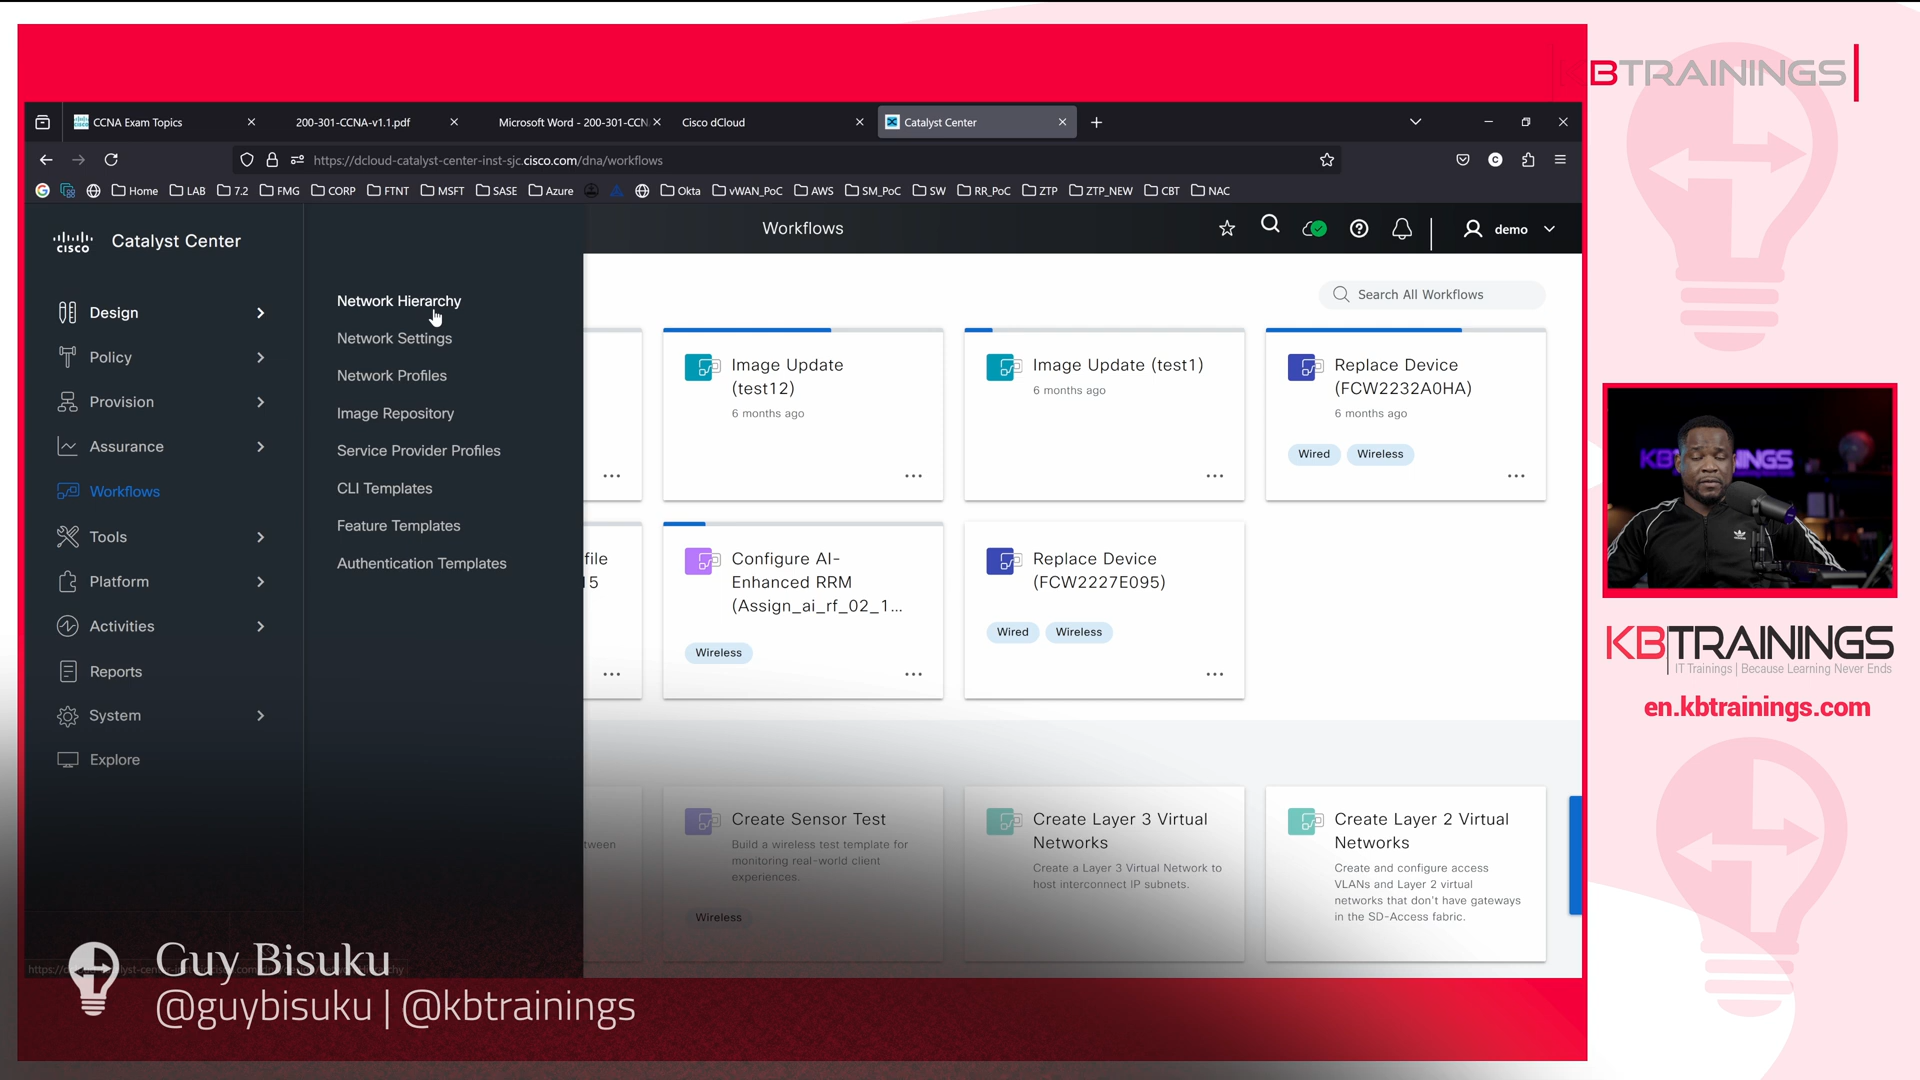 KBTRAININGS
CCNA Exam Topics
200-301-CCNA-v1.1.pdf
Microsoft Word - 200-301-CCN
Cisco dCloud
Catalyst Center
https://dcloud-catalyst-center-inst-sjc.cisco.com/dna/workflows
Home
LAB
7.2
FMG
CORP
FTNT
MSFT
SASE
Azure
Okta
vWAN_PoC
AWS
SM_PoC
SW
RR_PoC
ZTP
ZTP_NEW
CBT
NAC
CISCO
Catalyst Center
Workflows
demo
Design
Policy
Provision
Assurance
Workflows
Tools
Platform
Activities
Reports
System
Explore
Network Hierarchy
Network Settings
Network Profiles
Image Repository
Service Provider Profiles
CLI Templates
Feature Templates
Authentication Templates
Search All Workflows
Image Update
(test12)
6 months ago
Image Update (test1)
6 months ago
Replace Device
(FCW2232A0HA)
6 months ago
Wired
Wireless
file
15
Configure AI-
Enhanced RRM
(Assign_ai_rf_02_1...
Wireless
Replace Device
(FCW2227E095)
Wired
Wireless
tween
Create Sensor Test
Build a wireless test template for
monitoring real-world client
experiences.
Wireless
Create Layer 3 Virtual
Networks
Create a Layer 3 Virtual Network to
host interconnect IP subnets.
Create Layer 2 Virtual
Networks
Create and configure access
VLANs and Layer 2 virtual
networks that don't have gateways
in the SD-Access fabric.
Guy Bisuku
@guybisuku | @kbtrainings
KBTRAININGS
IT Trainings | Because Learning Never Ends
en.kbtrainings.com